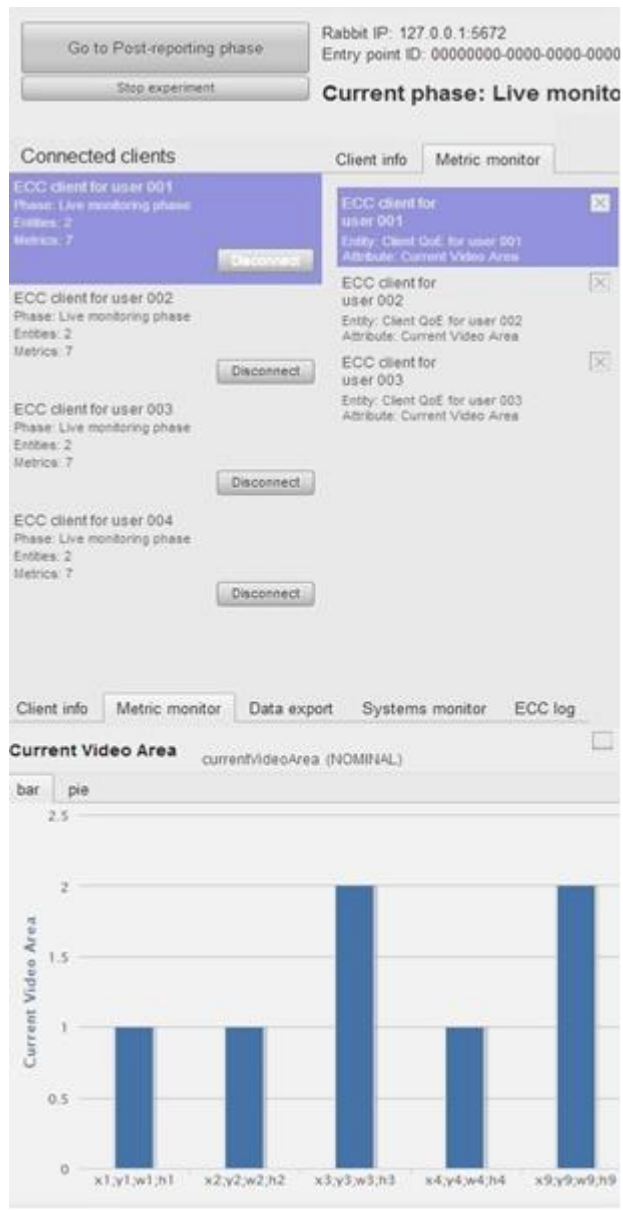 Go to Post-reporting phase
Stop experiment
Rabbit IP: 127.0.0.1:5672
Entry point ID: 00000000-0000-0000-0000
Current phase: Live monito
Connected clients
ECC client for user 001
Phase: Live monitoring phase
Entities: 2
Metrics: 7
Disconnect
ECC client for user 002
Phase: Live monitoring phase
Entities: 2
Metrics: 7
Disconnect
ECC client for user 003
Phase: Live monitoring phase
Entities: 2
Metrics: 7
Disconnect
ECC client for user 004
Phase: Live monitoring phase
Entities: 2
Metrics: 7
Disconnect
Client info Metric monitor
ECC client for
user 001
Entity: Client QoE for user 001
Attribute: Current Video Area
ECC client for
user 002
Entity: Client QoE for user 002
Attribute: Current Video Area
ECC client for
user 003
Entity: Client QoE for user 003
Attribute: Current Video Area
Client info Metric monitor Data export Systems monitor ECC log
Current Video Area currentVideoArea (NOMINAL)
bar pie
Current Video Area
2.5
2
1.5
1
0.5
0
x1;y1;w1;h1 x2;y2;w2;h2 x3;y3;w3;h3 x4;y4;w4;h4 x9;y9;w9;h9